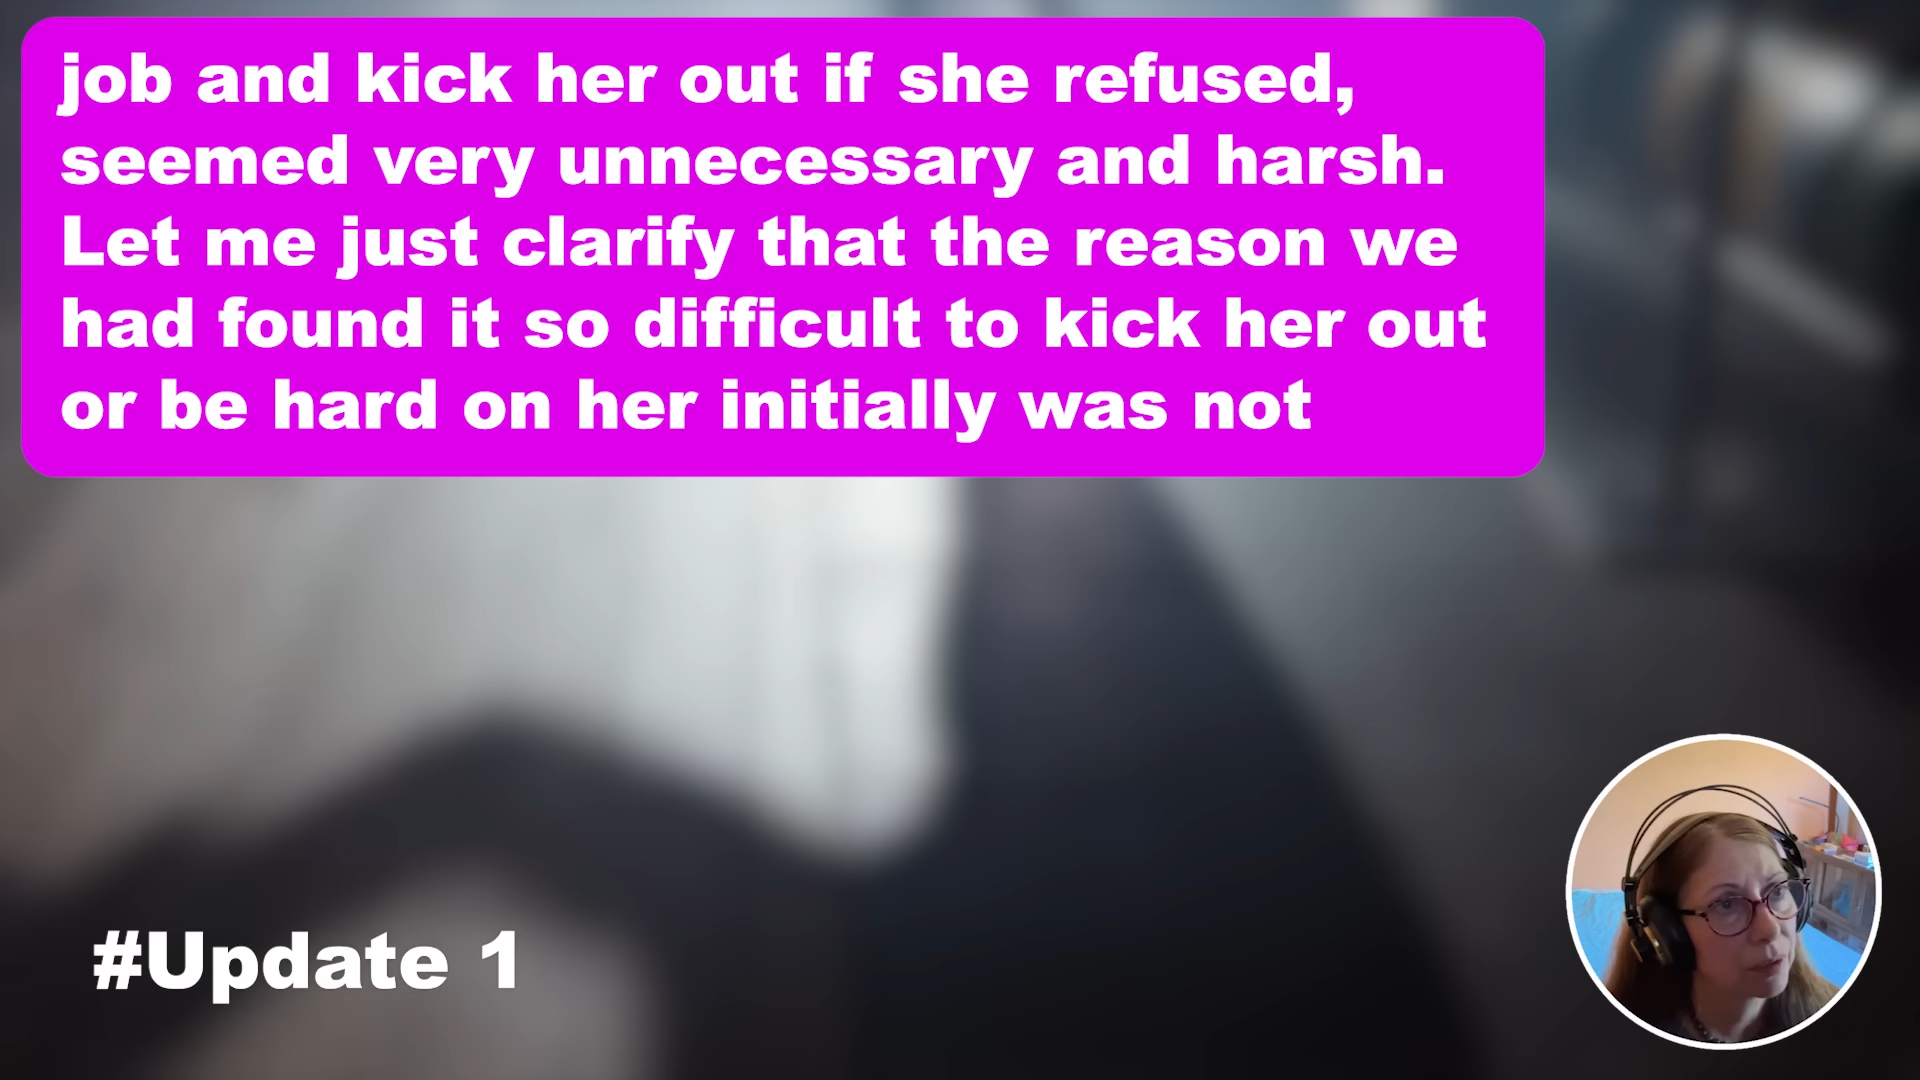 job and kick her out if she refused,
seemed very unnecessary and harsh.
Let me just clarify that the reason we
had found it so difficult to kick her out
or be hard on her initially was not
#Update 1